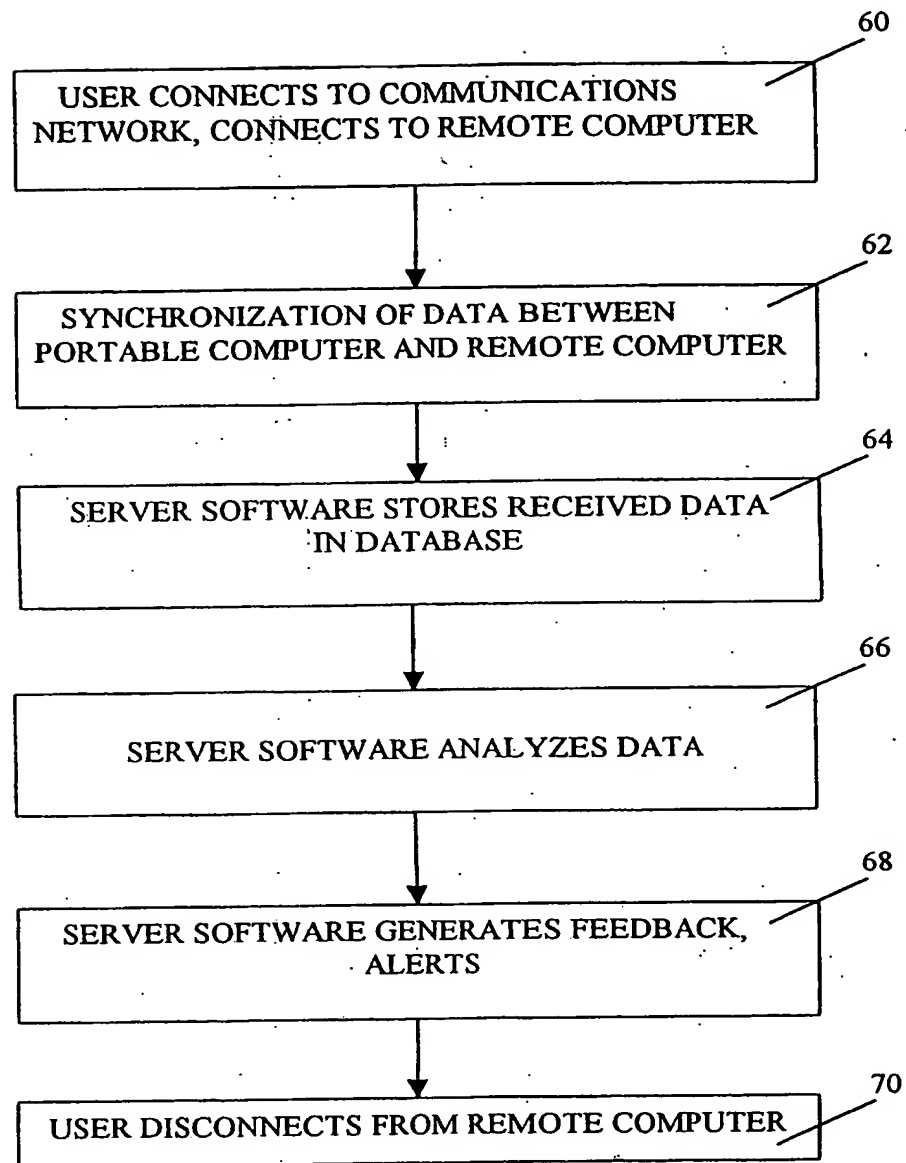 60
USER CONNECTS TO COMMUNICATIONS
NETWORK, CONNECTS TO REMOTE COMPUTER
62
SYNCHRONIZATION OF DATA BETWEEN
PORTABLE COMPUTER AND REMOTE COMPUTER
64
SERVER SOFTWARE STORES RECEIVED DATA
IN DATABASE
66
SERVER SOFTWARE ANALYZES DATA
68
SERVER SOFTWARE GENERATES FEEDBACK,
ALERTS
70
USER DISCONNECTS FROM REMOTE COMPUTER